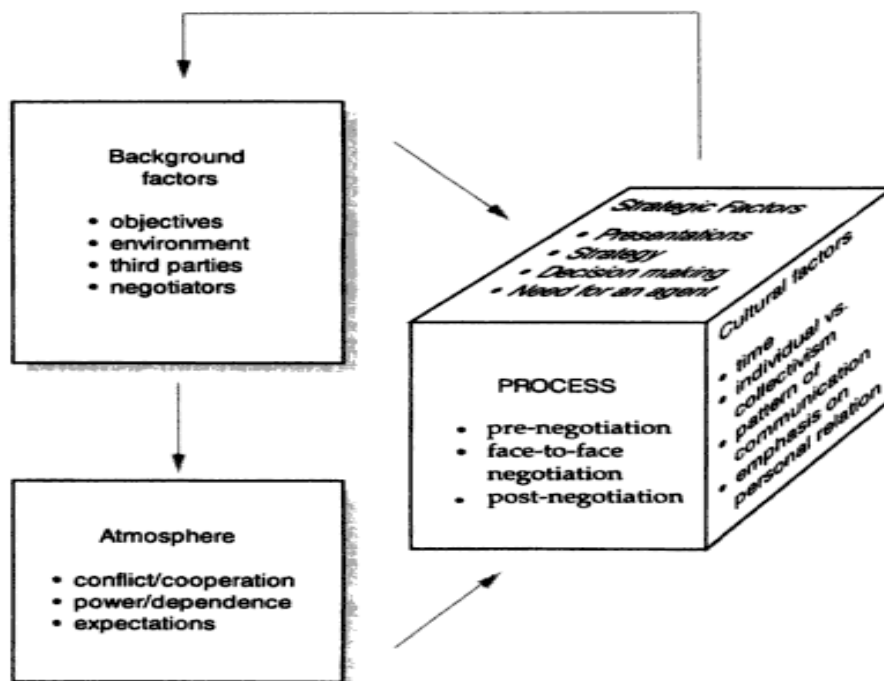 Background
factors
• objectives
• environment
• third parties
• negotiators
Atmosphere
• conflict/cooperation
• power/dependence
• expectations
Strategic Factors
• Presentations
• Strategy
• Decision making
• Need for an agent
PROCESS
• pre-negotiation
• face-to-face
negotiation
• post-negotiation
Cultural factors
• time
• individual vs.
collectivism
• pattern of
communication
• emphasis on
personal relation